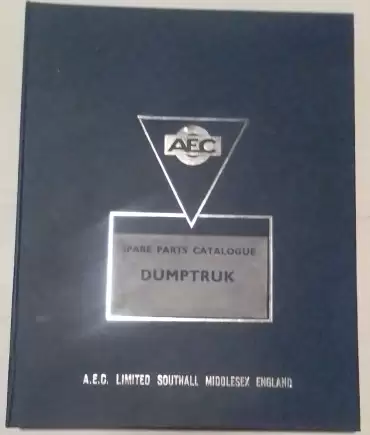 AEC
SPARE PARTS CATALOGUE
DUMPTRUK
A.E.C. LIMITED SOUTHALL MIDDLESEX ENGLAND